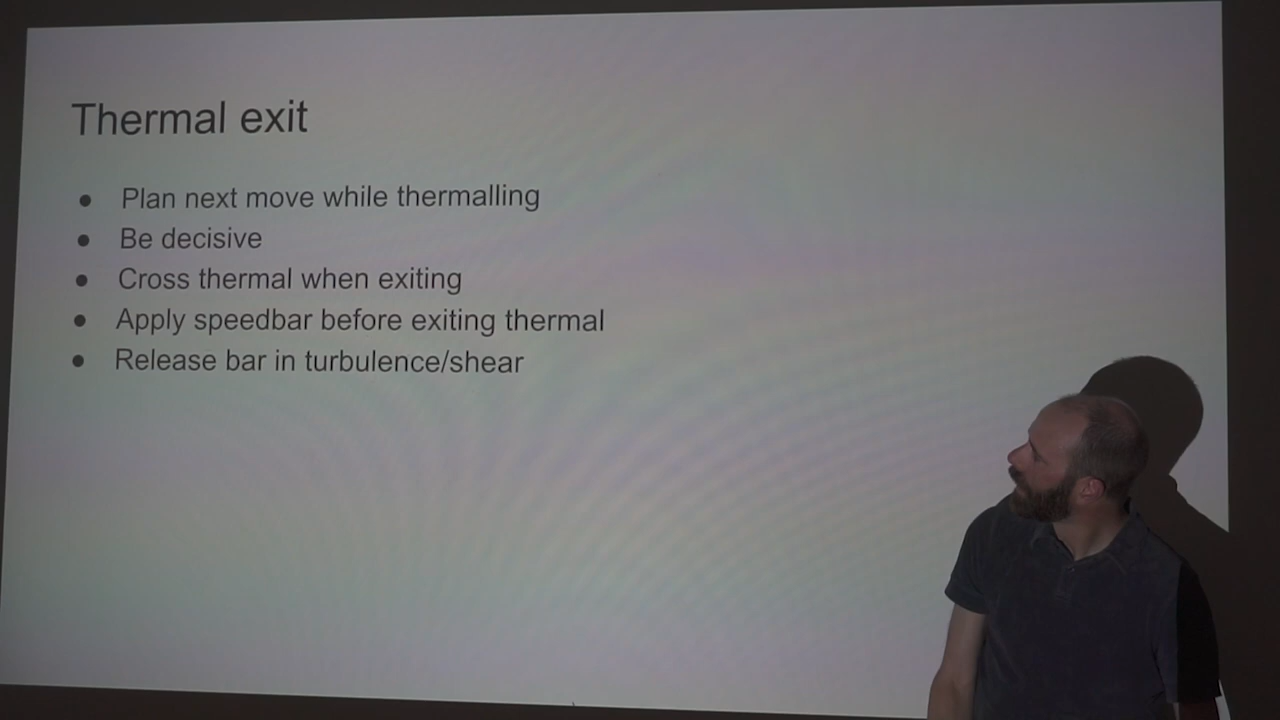 Thermal exit
● Plan next move while thermalling
● Be decisive
● Cross thermal when exiting
● Apply speedbar before exiting thermal
● Release bar in turbulence/shear